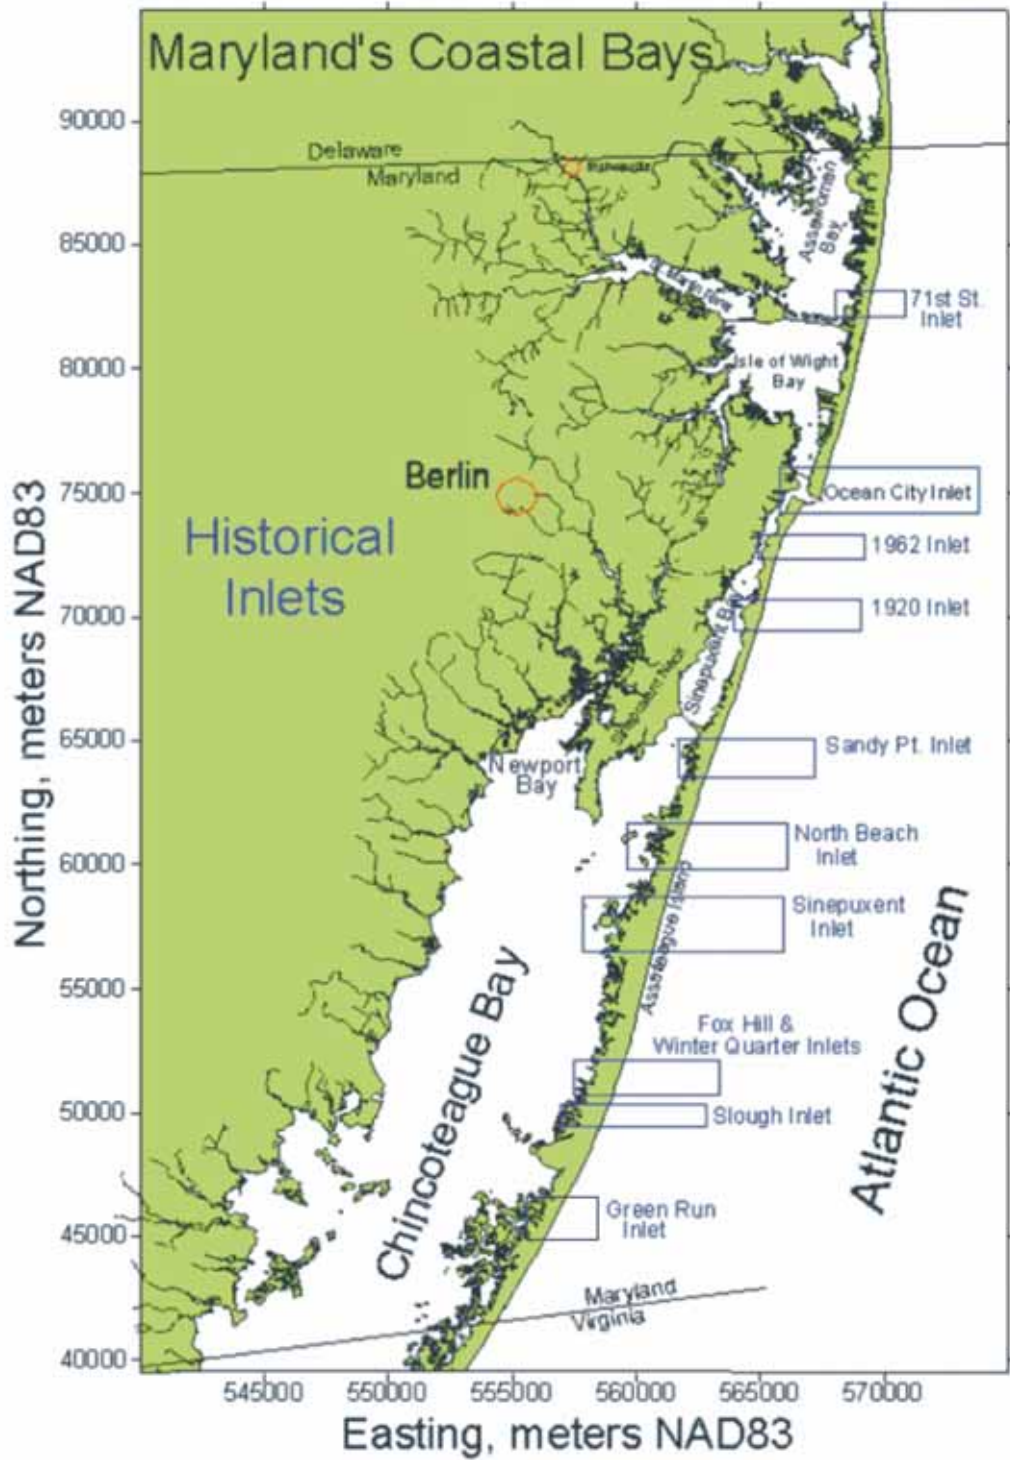 Maryland's Coastal Bays
90000
Delaware
Maryland
Assawoman
Bay
85000
71st St.
Inlet
80000
Isle of Wight
Bay
Berlin
75000
Ocean City Inlet
Historical
Inlets
1962 Inlet
1920 Inlet
70000
Sinepuxent Bay
65000
Sandy Pt. Inlet
Newport
Bay
North Beach
Inlet
60000
Assateague Island
Sinepuxent
Inlet
55000
Chincoteague Bay
Fox Hill &
Winter Quarter Inlets
Atlantic Ocean
50000
Slough Inlet
Green Run
Inlet
45000
Maryland
Virginia
40000
Northing, meters NAD83
545000
550000
555000
560000
565000
570000
Easting, meters NAD83